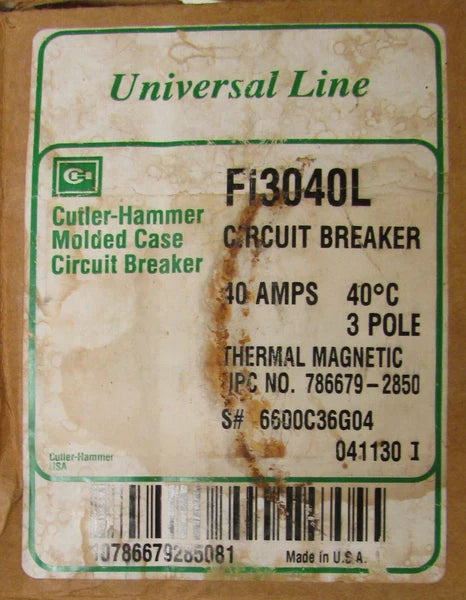 Universal Line
Cutler-Hammer
Molded Case
Circuit Breaker
Fi3040L
CIRCUIT BREAKER
40 AMPS 40°C
3 POLE
THERMAL MAGNETIC
UPC NO. 786679-2850
S# 6600C36G04
041130 I
Cutler-Hammer
USA
10786679285081
Made in U.S.A.